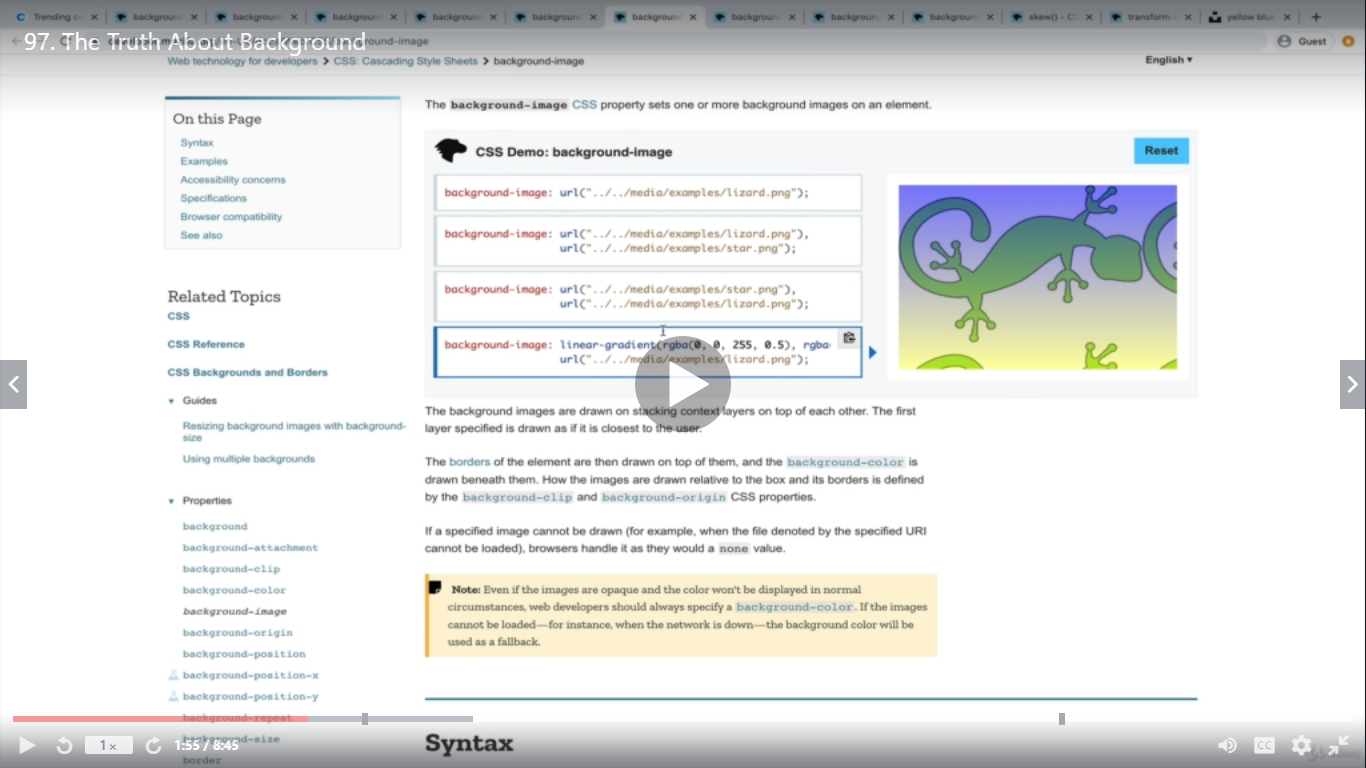 Trending c
background
background
background
background
background
background
background
background
background
skew() – C
transform-
yellow blue
97. The Truth About Background
round-image
Guest
Web technology for developers > CSS: Cascading Style Sheets > background-image
English ▼
On this Page
Syntax
Examples
Accessibility concerns
Specifications
Browser compatibility
See also
Related Topics
CSS
CSS Reference
CSS Backgrounds and Borders
Guides
Resizing background images with background-
size
Using multiple backgrounds
Properties
background
background-attachment
background-clip
background-color
background-image
background-origin
background-position
background-position-x
background-position-y
background-repeat
background-size
border
The background-image CSS property sets one or more background images on an element.
CSS Demo: background-image
Reset
background-image: url("../../media/examples/lizard.png");
background-image: url("../../media/examples/lizard.png"),
url("../../media/examples/star.png");
background-image: url("../../media/examples/star.png"),
url("../../media/examples/lizard.png");
background-image: linear-gradient(rgba(0, 0, 255, 0.5), rgba
url("../../media/examples/lizard.png");
The background images are drawn on stacking context layers on top of each other. The first
layer specified is drawn as if it is closest to the user.
The borders of the element are then drawn on top of them, and the background-color is
drawn beneath them. How the images are drawn relative to the box and its borders is defined
by the background-clip and background-origin CSS properties.
If a specified image cannot be drawn (for example, when the file denoted by the specified URI
cannot be loaded), browsers handle it as they would a none value.
Note: Even if the images are opaque and the color won't be displayed in normal
circumstances, web developers should always specify a background-color. If the images
cannot be loaded—for instance, when the network is down—the background color will be
used as a fallback.
Syntax
1x
1:55 / 8:45
CC